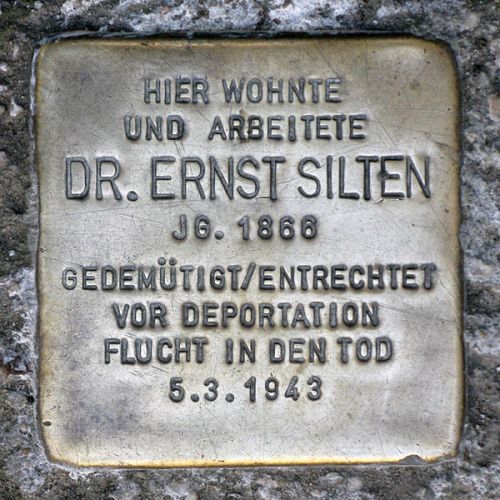 HIER WOHNTE
UND ARBEITETE
DR. ERNST SILTEN
JG. 1866
GEDEMÜTIGT/ENTRECHTET
VOR DEPORTATION
FLUCHT IN DEN TOD
5.3.1943